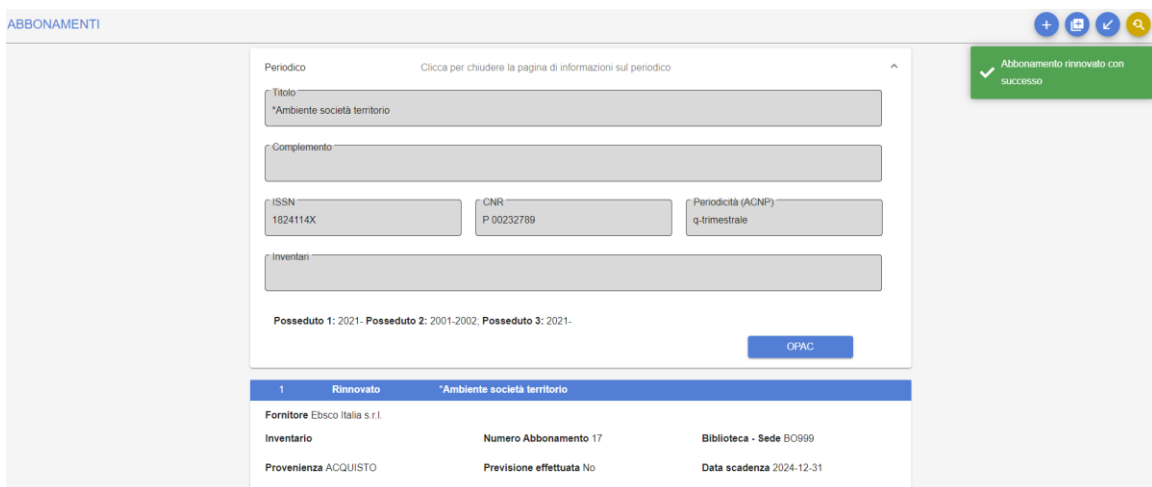 ABBONAMENTI
Periodico Clicca per chiudere la pagina di informazioni sul periodico
Abbonamento rinnovato con
successo
Titolo
*Ambiente società territorio
Complemento
ISSN CNR Periodicità (ACNP)
1824114X P 00232789 q-trimestrale
Inventari
Posseduto 1: 2021- Posseduto 2: 2001-2002; Posseduto 3: 2021-
OPAC
1 Rinnovato *Ambiente società territorio
Fornitore Ebsco Italia s.r.l.
Inventario Numero Abbonamento 17 Biblioteca - Sede BO999
Provenienza ACQUISTO Previsione effettuata No Data scadenza 2024-12-31